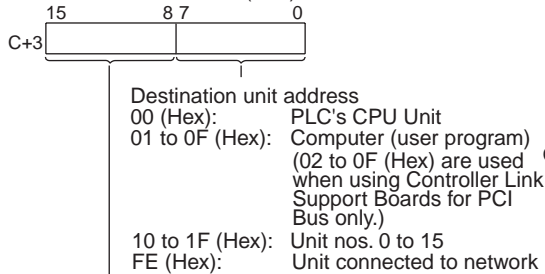 15 8 7 0
C+3
Destination unit address
00 (Hex): PLC's CPU Unit
01 to 0F (Hex): Computer (user program)
(02 to 0F (Hex) are used
when using Controller Link
Support Boards for PCI
Bus only.)
10 to 1F (Hex): Unit nos. 0 to 15
FE (Hex): Unit connected to network